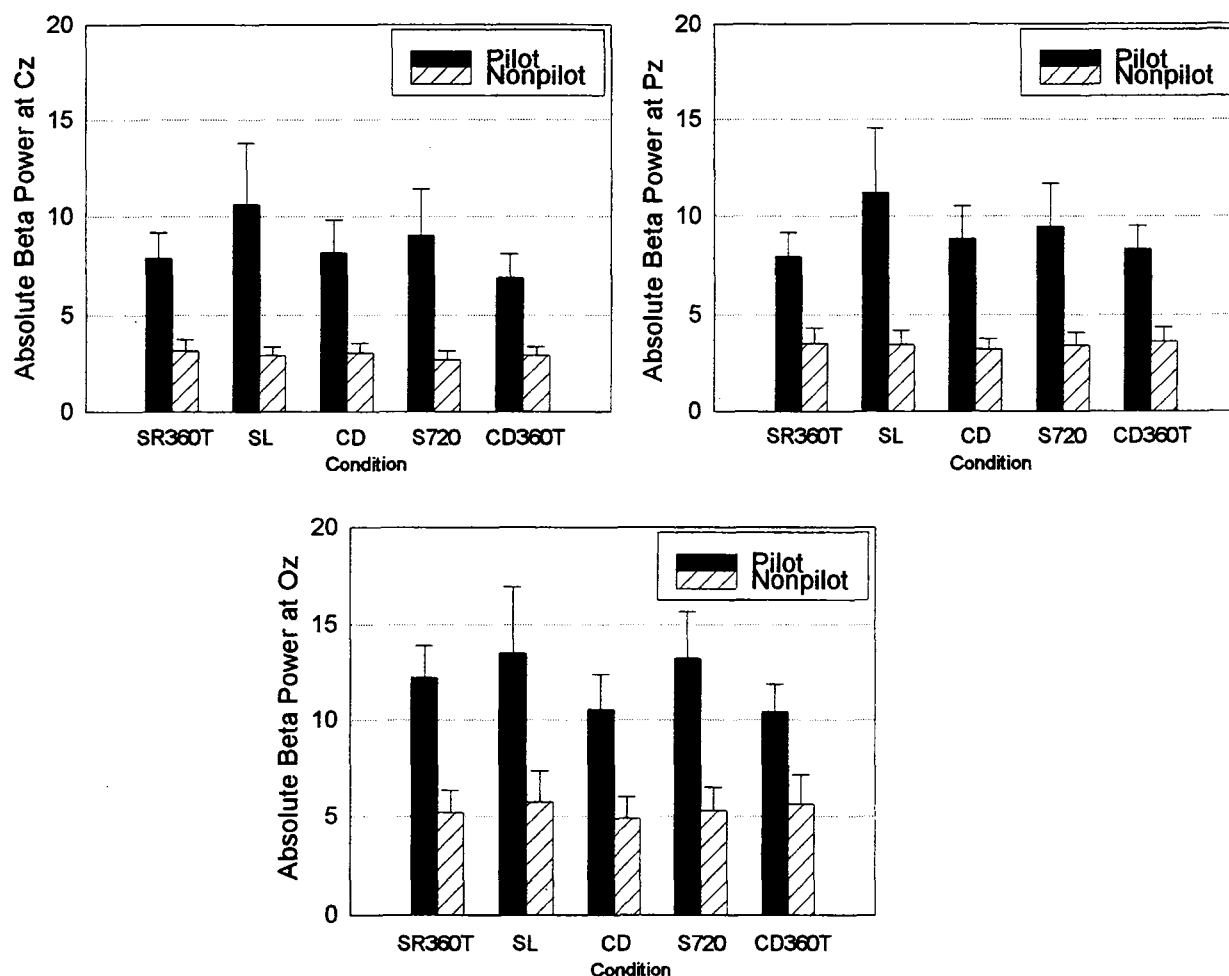 Absolute Beta Power at Cz
20
15
10
5
0
Pilot
Nonpilot
SR360T SL CD S720 CD360T
Condition
Absolute Beta Power at Pz
20
15
10
5
0
Pilot
Nonpilot
SR360T SL CD S720 CD360T
Condition
Absolute Beta Power at Oz
20
15
10
5
0
Pilot
Nonpilot
SR360T SL CD S720 CD360T
Condition